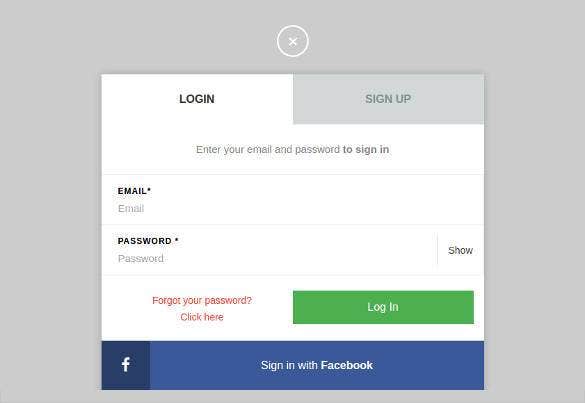 LOGIN
SIGN UP
Enter your email and password to sign in
EMAIL*
Email
PASSWORD *
Password
Show
Forgot your password?
Click here
Log In
Sign in with Facebook